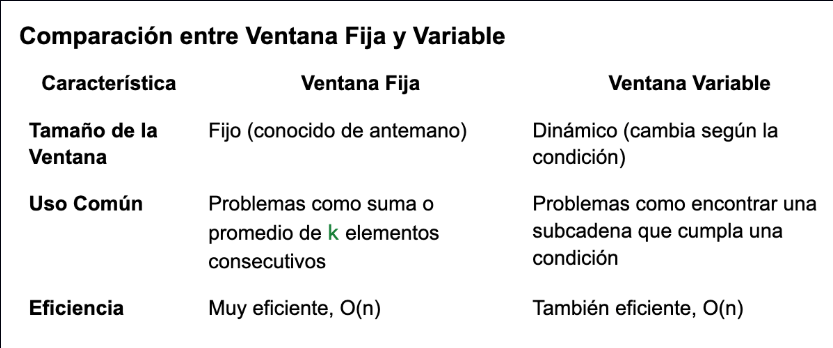 Comparación entre Ventana Fija y Variable
Característica Ventana Fija Ventana Variable
Tamaño de la Ventana Fijo (conocido de antemano) Dinámico (cambia según la condición)
Uso Común Problemas como suma o promedio de k elementos consecutivos Problemas como encontrar una subcadena que cumpla una condición
Eficiencia Muy eficiente, O(n) También eficiente, O(n)